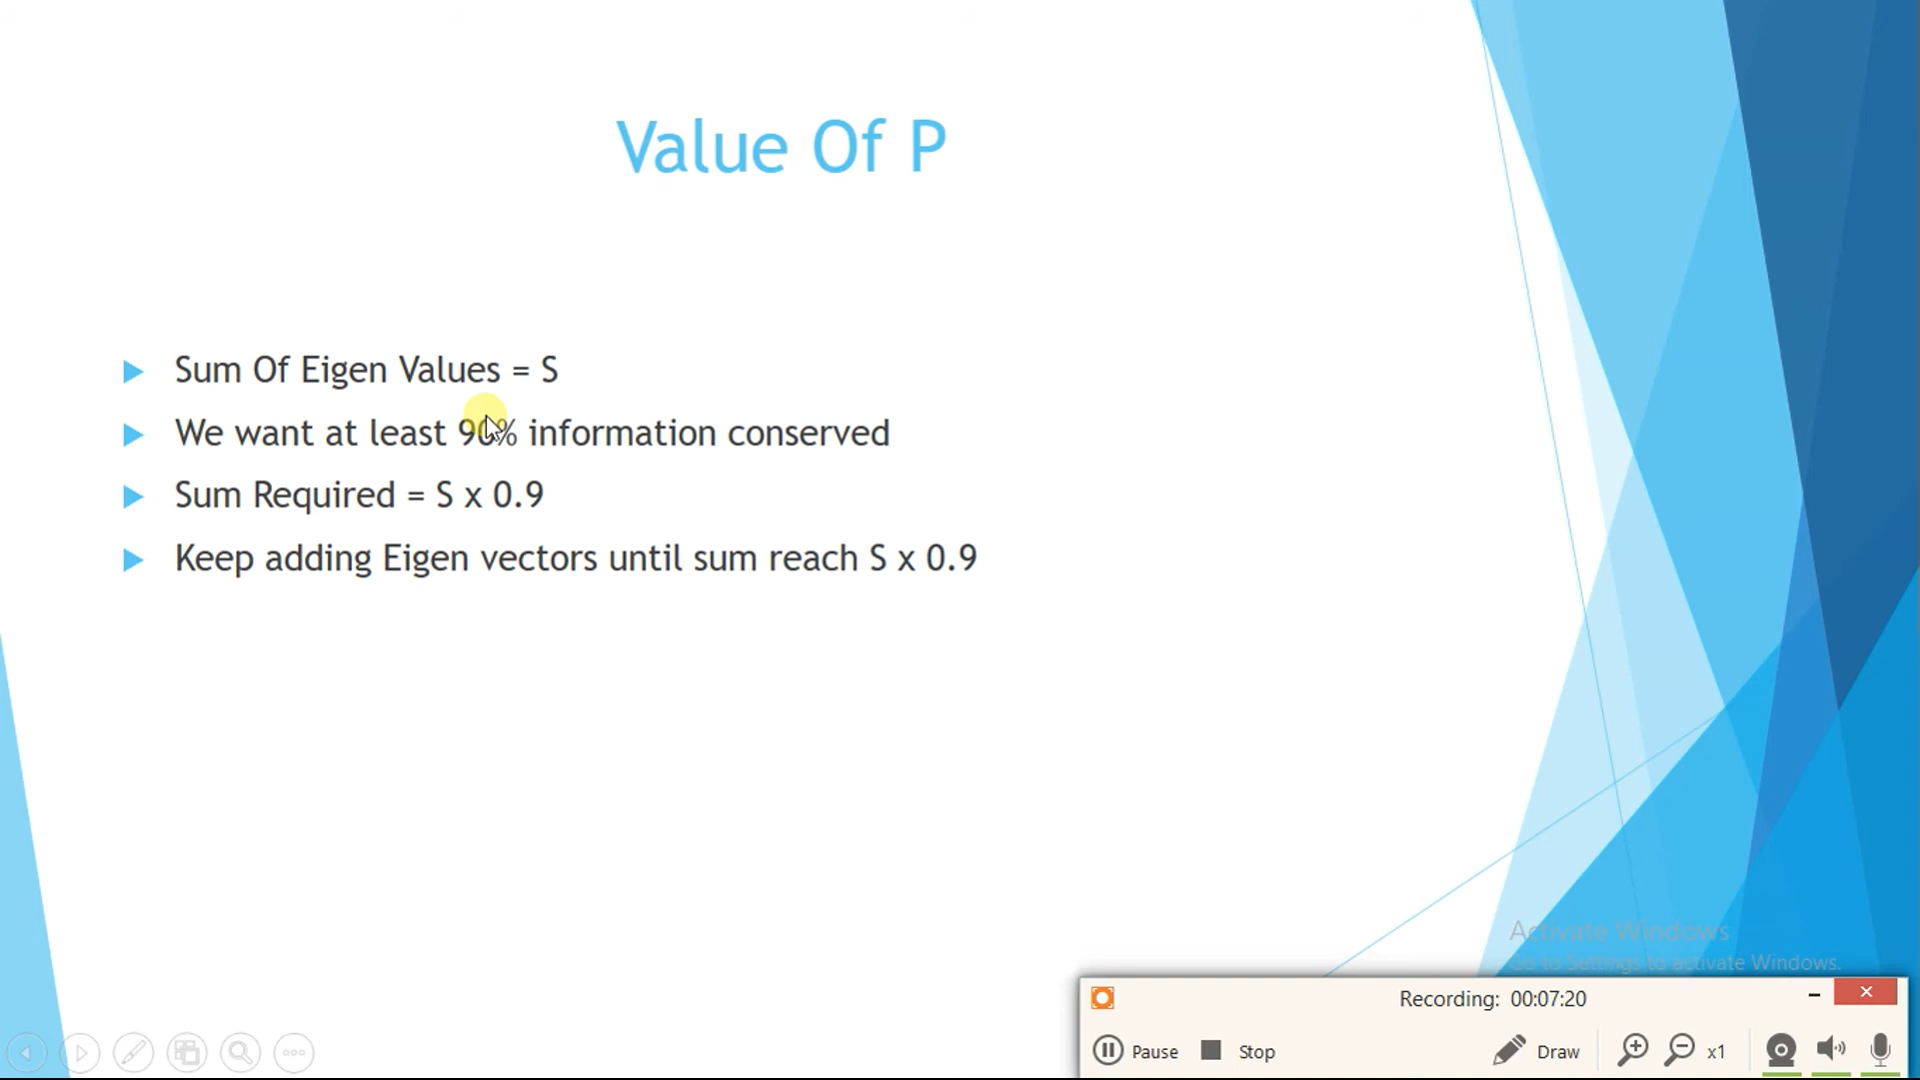 Value Of P
Sum Of Eigen Values = S
We want at least 90% information conserved
Sum Required = S x 0.9
Keep adding Eigen vectors until sum reach S x 0.9
Activate Windows
Go to Settings to activate Windows.
Recording: 00:07:20
Pause
Stop
Draw
x1